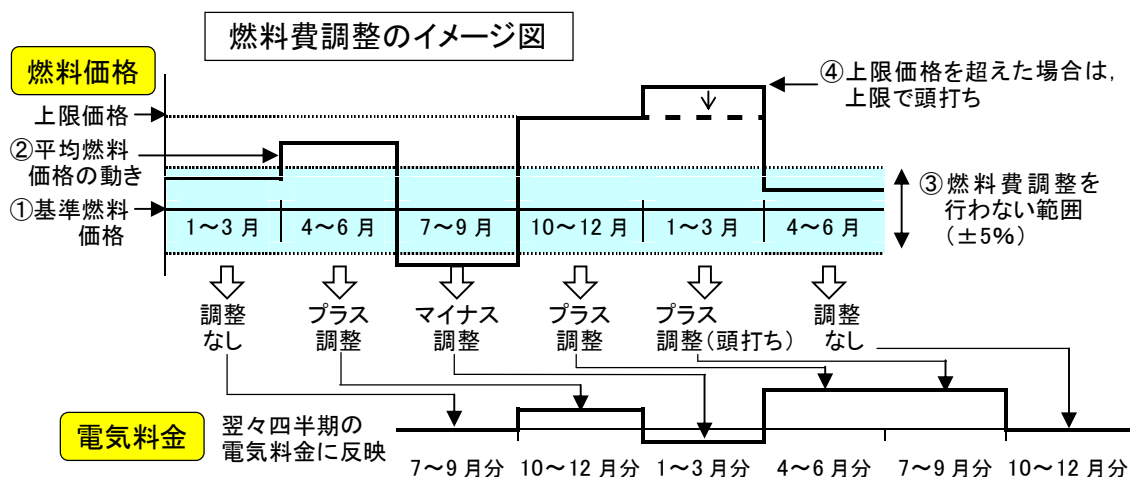 燃料費調整のイメージ図
燃料価格
上限価格
②平均燃料
価格の動き
①基準燃料
価格
④上限価格を超えた場合は,
上限で頭打ち
③燃料費調整を
行わない範囲
(±5%)
1～3月 4～6月 7～9月 10～12月 1～3月 4～6月
調整
なし
プラス
調整
マイナス
調整
プラス
調整
プラス
調整(頭打ち)
調整
なし
電気料金
翌々四半期の
電気料金に反映
7～9月分 10～12月分 1～3月分 4～6月分 7～9月分 10～12月分